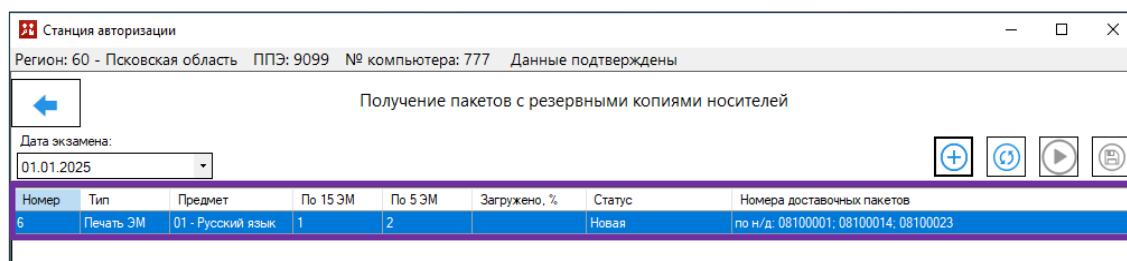 Станция авторизации
Регион: 60 - Псковская область ППЭ: 9099 № компьютера: 777 Данные подтверждены
Получение пакетов с резервными копиями носителей
Дата экзамена:
01.01.2025
Номер Тип Предмет По 15 ЭМ По 5 ЭМ Загружено, % Статус Номера доставочных пакетов
6 Печать ЭМ 01 - Русский язык 1 2 Новая по н/д: 08100001; 08100014; 08100023